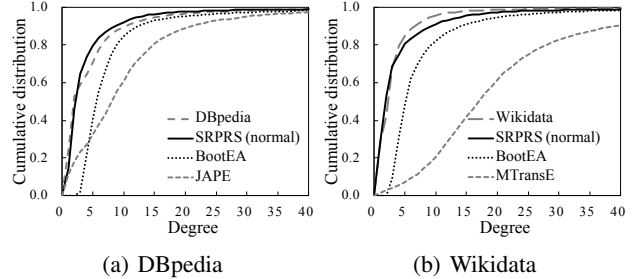 Cumulative distribution
1.0
0.8
0.6
0.4
0.2
0.0
DBpedia
SRPRS (normal)
BootEA
JAPE
0 5 10 15 20 25 30 35 40
Degree
(a) DBpedia
Cumulative distribution
1.0
0.8
0.6
0.4
0.2
0.0
Wikidata
SRPRS (normal)
BootEA
MTransE
0 5 10 15 20 25 30 35 40
Degree
(b) Wikidata